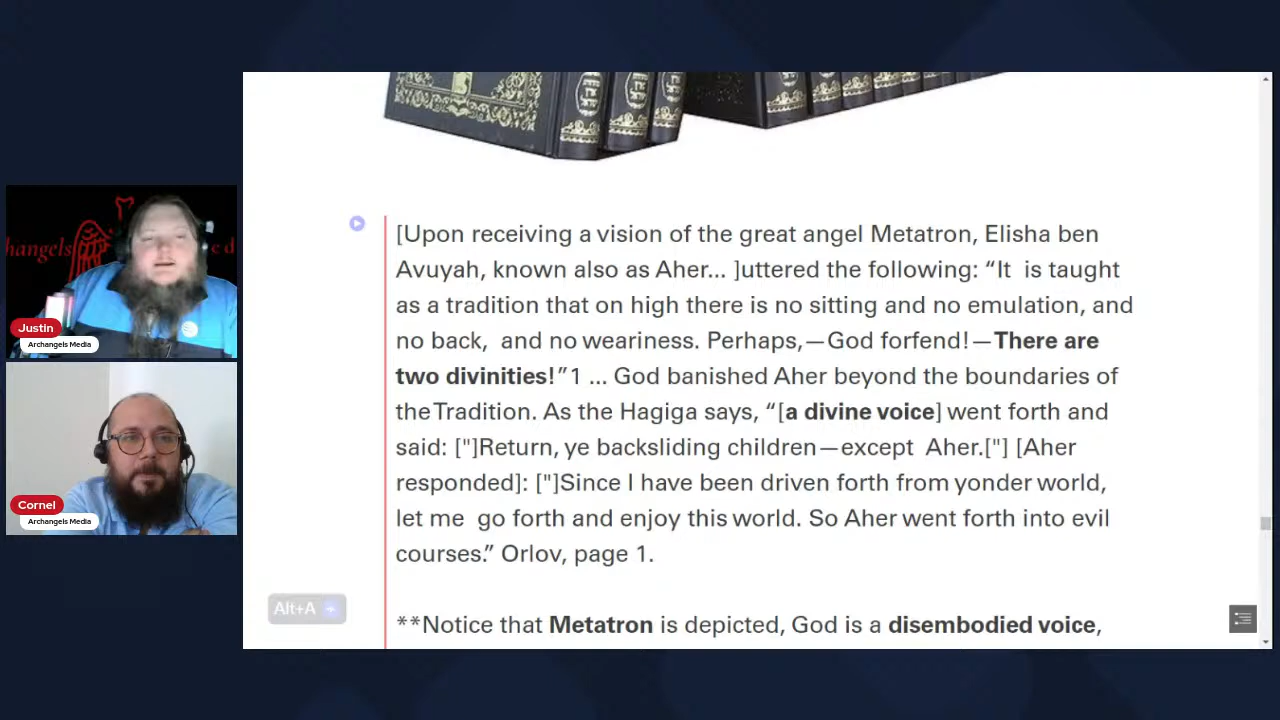 [Upon receiving a vision of the great angel Metatron, Elisha ben
Avuyah, known also as Aher... ]uttered the following: “It is taught
as a tradition that on high there is no sitting and no emulation, and
no back, and no weariness. Perhaps,—God forfend!—There are
two divinities!”1 ... God banished Aher beyond the boundaries of
the Tradition. As the Hagiga says, “[a divine voice] went forth and
said: ["]Return, ye backsliding children—except Aher.["] [Aher
responded]: ["]Since I have been driven forth from yonder world,
let me go forth and enjoy this world. So Aher went forth into evil
courses.” Orlov, page 1.
**Notice that Metatron is depicted, God is a disembodied voice,
Alt+A
Justin
Archangels Media
Cornel
Archangels Media